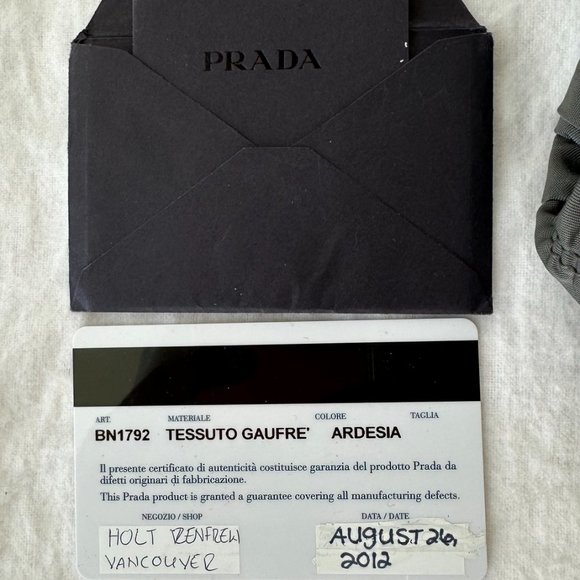 PRADA
ART. MATERIALE COLORE TAGLIA
BN1792 TESSUTO GAUFRE' ARDESIA
Il presente certificato di autenticità costituisce garanzia del prodotto Prada da
difetti originari di fabbricazione.
This Prada product is granted a guarantee covering all manufacturing defects.
NEGOZIO / SHOP DATA / DATE
HOLT RENFREW AUGUST 26,
VANCOUVER 2012